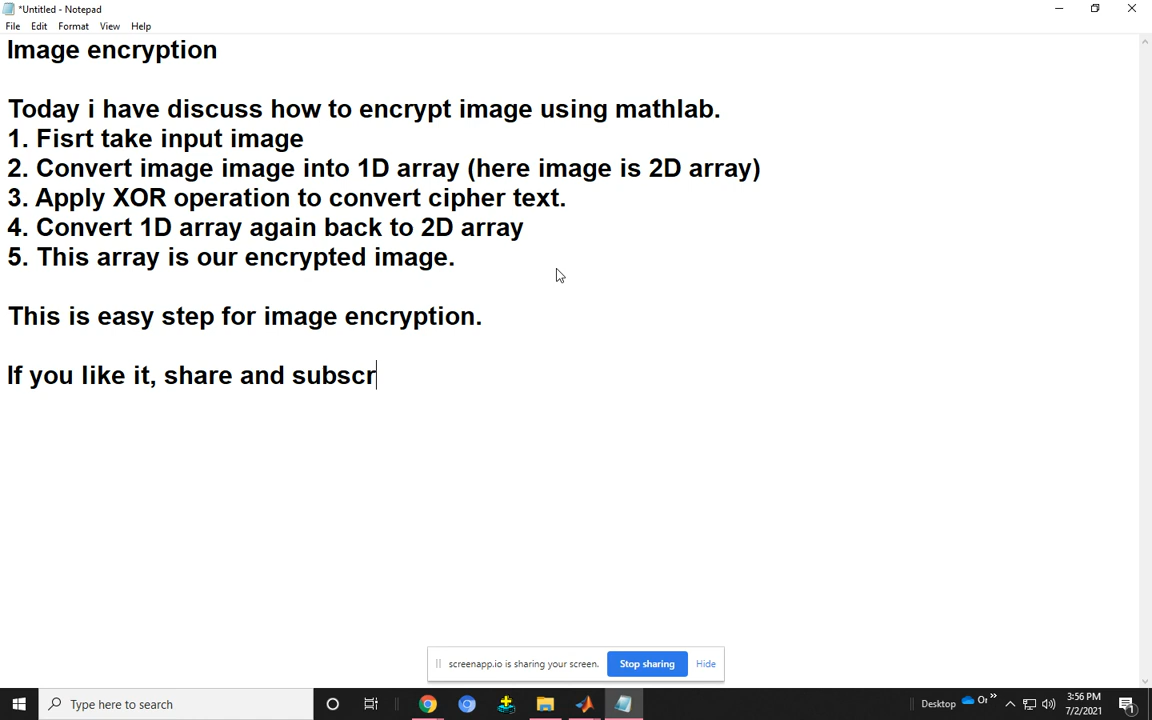 *Untitled - Notepad
File Edit Format View Help
Image encryption
Today i have discuss how to encrypt image using mathlab.
1. Fisrt take input image
2. Convert image image into 1D array (here image is 2D array)
3. Apply XOR operation to convert cipher text.
4. Convert 1D array again back to 2D array
5. This array is our encrypted image.
This is easy step for image encryption.
If you like it, share and subscr
screenapp.io is sharing your screen. Stop sharing Hide
Type here to search Desktop Or 3:56 PM
7/2/2021 1